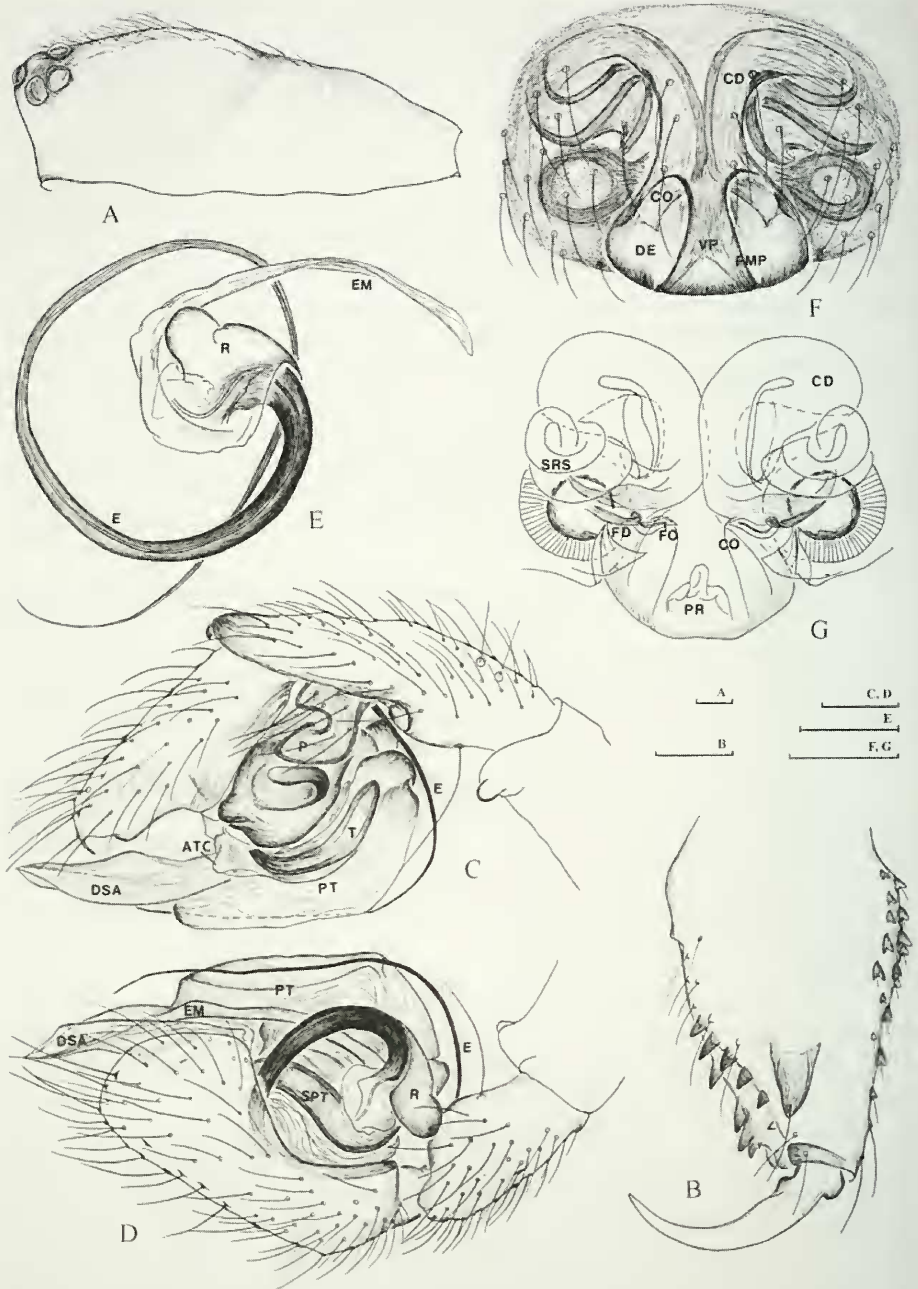 A
E
EM
R
E
CD
CO
DE
VP
PMP
F
CD
SRS
FD
FO
CO
PR
G
P
E
T
ATC
PT
DSA
C
A
C, D
E
B
F, G
PT
EM
DSA
E
SPT
R
D
B